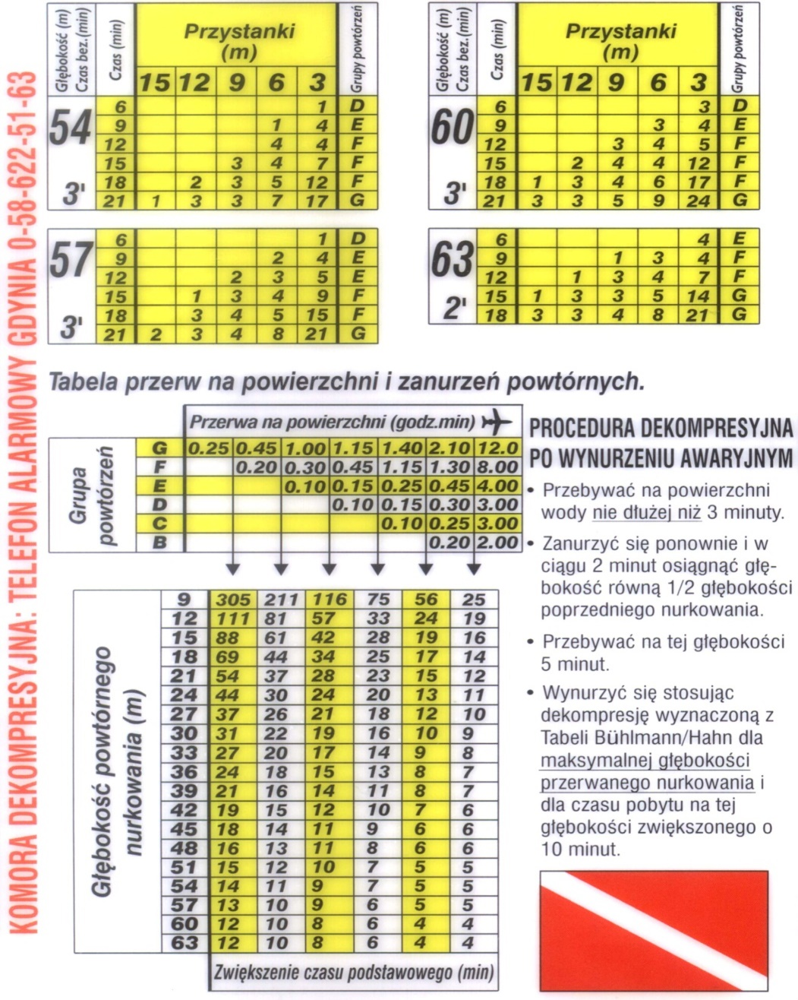 KOMORA DEKOMPRESYJNA: TELEFON ALARMOWY GDYNIA 0-58-622-51-63
Głębokość (m)
Czas bez.(min)
Czas (min)
Przystanki
(m)
Grupy powtórzeń
15 12 9 6 3
54
3'
6 1 D
9 1 4 E
12 4 4 F
15 3 4 7 F
18 2 3 5 12 F
21 1 3 3 7 17 G
57
3'
6 1 D
9 2 4 E
12 2 3 5 E
15 1 3 4 9 F
18 3 4 5 15 F
21 2 3 4 8 21 G
Głębokość (m)
Czas bez.(min)
Czas (min)
Przystanki
(m)
Grupy powtórzeń
15 12 9 6 3
60
3'
6 3 D
9 3 4 E
12 3 4 5 F
15 2 4 4 12 F
18 1 3 4 6 17 F
21 3 3 5 9 24 G
63
2'
6 4 E
9 1 3 4 F
12 1 3 4 7 F
15 1 3 3 5 14 G
18 3 3 4 8 21 G
Tabela przerw na powierzchni i zanurzeń powtórnych.
Przerwa na powierzchni (godz.min)
Grupa
powtórzeń
G 0.25 0.45 1.00 1.15 1.40 2.10 12.0
F 0.20 0.30 0.45 1.15 1.30 8.00
E 0.10 0.15 0.25 0.45 4.00
D 0.10 0.15 0.30 3.00
C 0.10 0.25 3.00
B 0.20 2.00
Głębokość powtórnego
nurkowania (m)
9 305 211 116 75 56 25
12 111 81 57 33 24 19
15 88 61 42 28 19 16
18 69 44 34 25 17 14
21 54 37 28 23 15 12
24 44 30 24 20 13 11
27 37 26 21 18 12 10
30 31 22 19 16 10 9
33 27 20 17 14 9 8
36 24 18 15 13 8 7
39 21 16 14 11 8 7
42 19 15 12 10 7 6
45 18 14 11 9 6 6
48 16 13 11 8 6 6
51 15 12 10 7 5 5
54 14 11 9 7 5 5
57 13 10 9 6 5 5
60 12 10 8 6 4 4
63 12 10 8 6 4 4
Zwiększenie czasu podstawowego (min)
PROCEDURA DEKOMPRESYJNA
PO WYNURZENIU AWARYJNYM
• Przebywać na powierzchni
wody nie dłużej niż 3 minuty.
• Zanurzyć się ponownie i w
ciągu 2 minut osiągnąć głę-
bokość równą 1/2 głębokości
poprzedniego nurkowania.
• Przebywać na tej głębokości
5 minut.
• Wynurzyć się stosując
dekompresję wyznaczoną z
Tabeli Bühlmann/Hahn dla
maksymalnej głębokości
przerwanego nurkowania i
dla czasu pobytu na tej
głębokości zwiększonego o
10 minut.